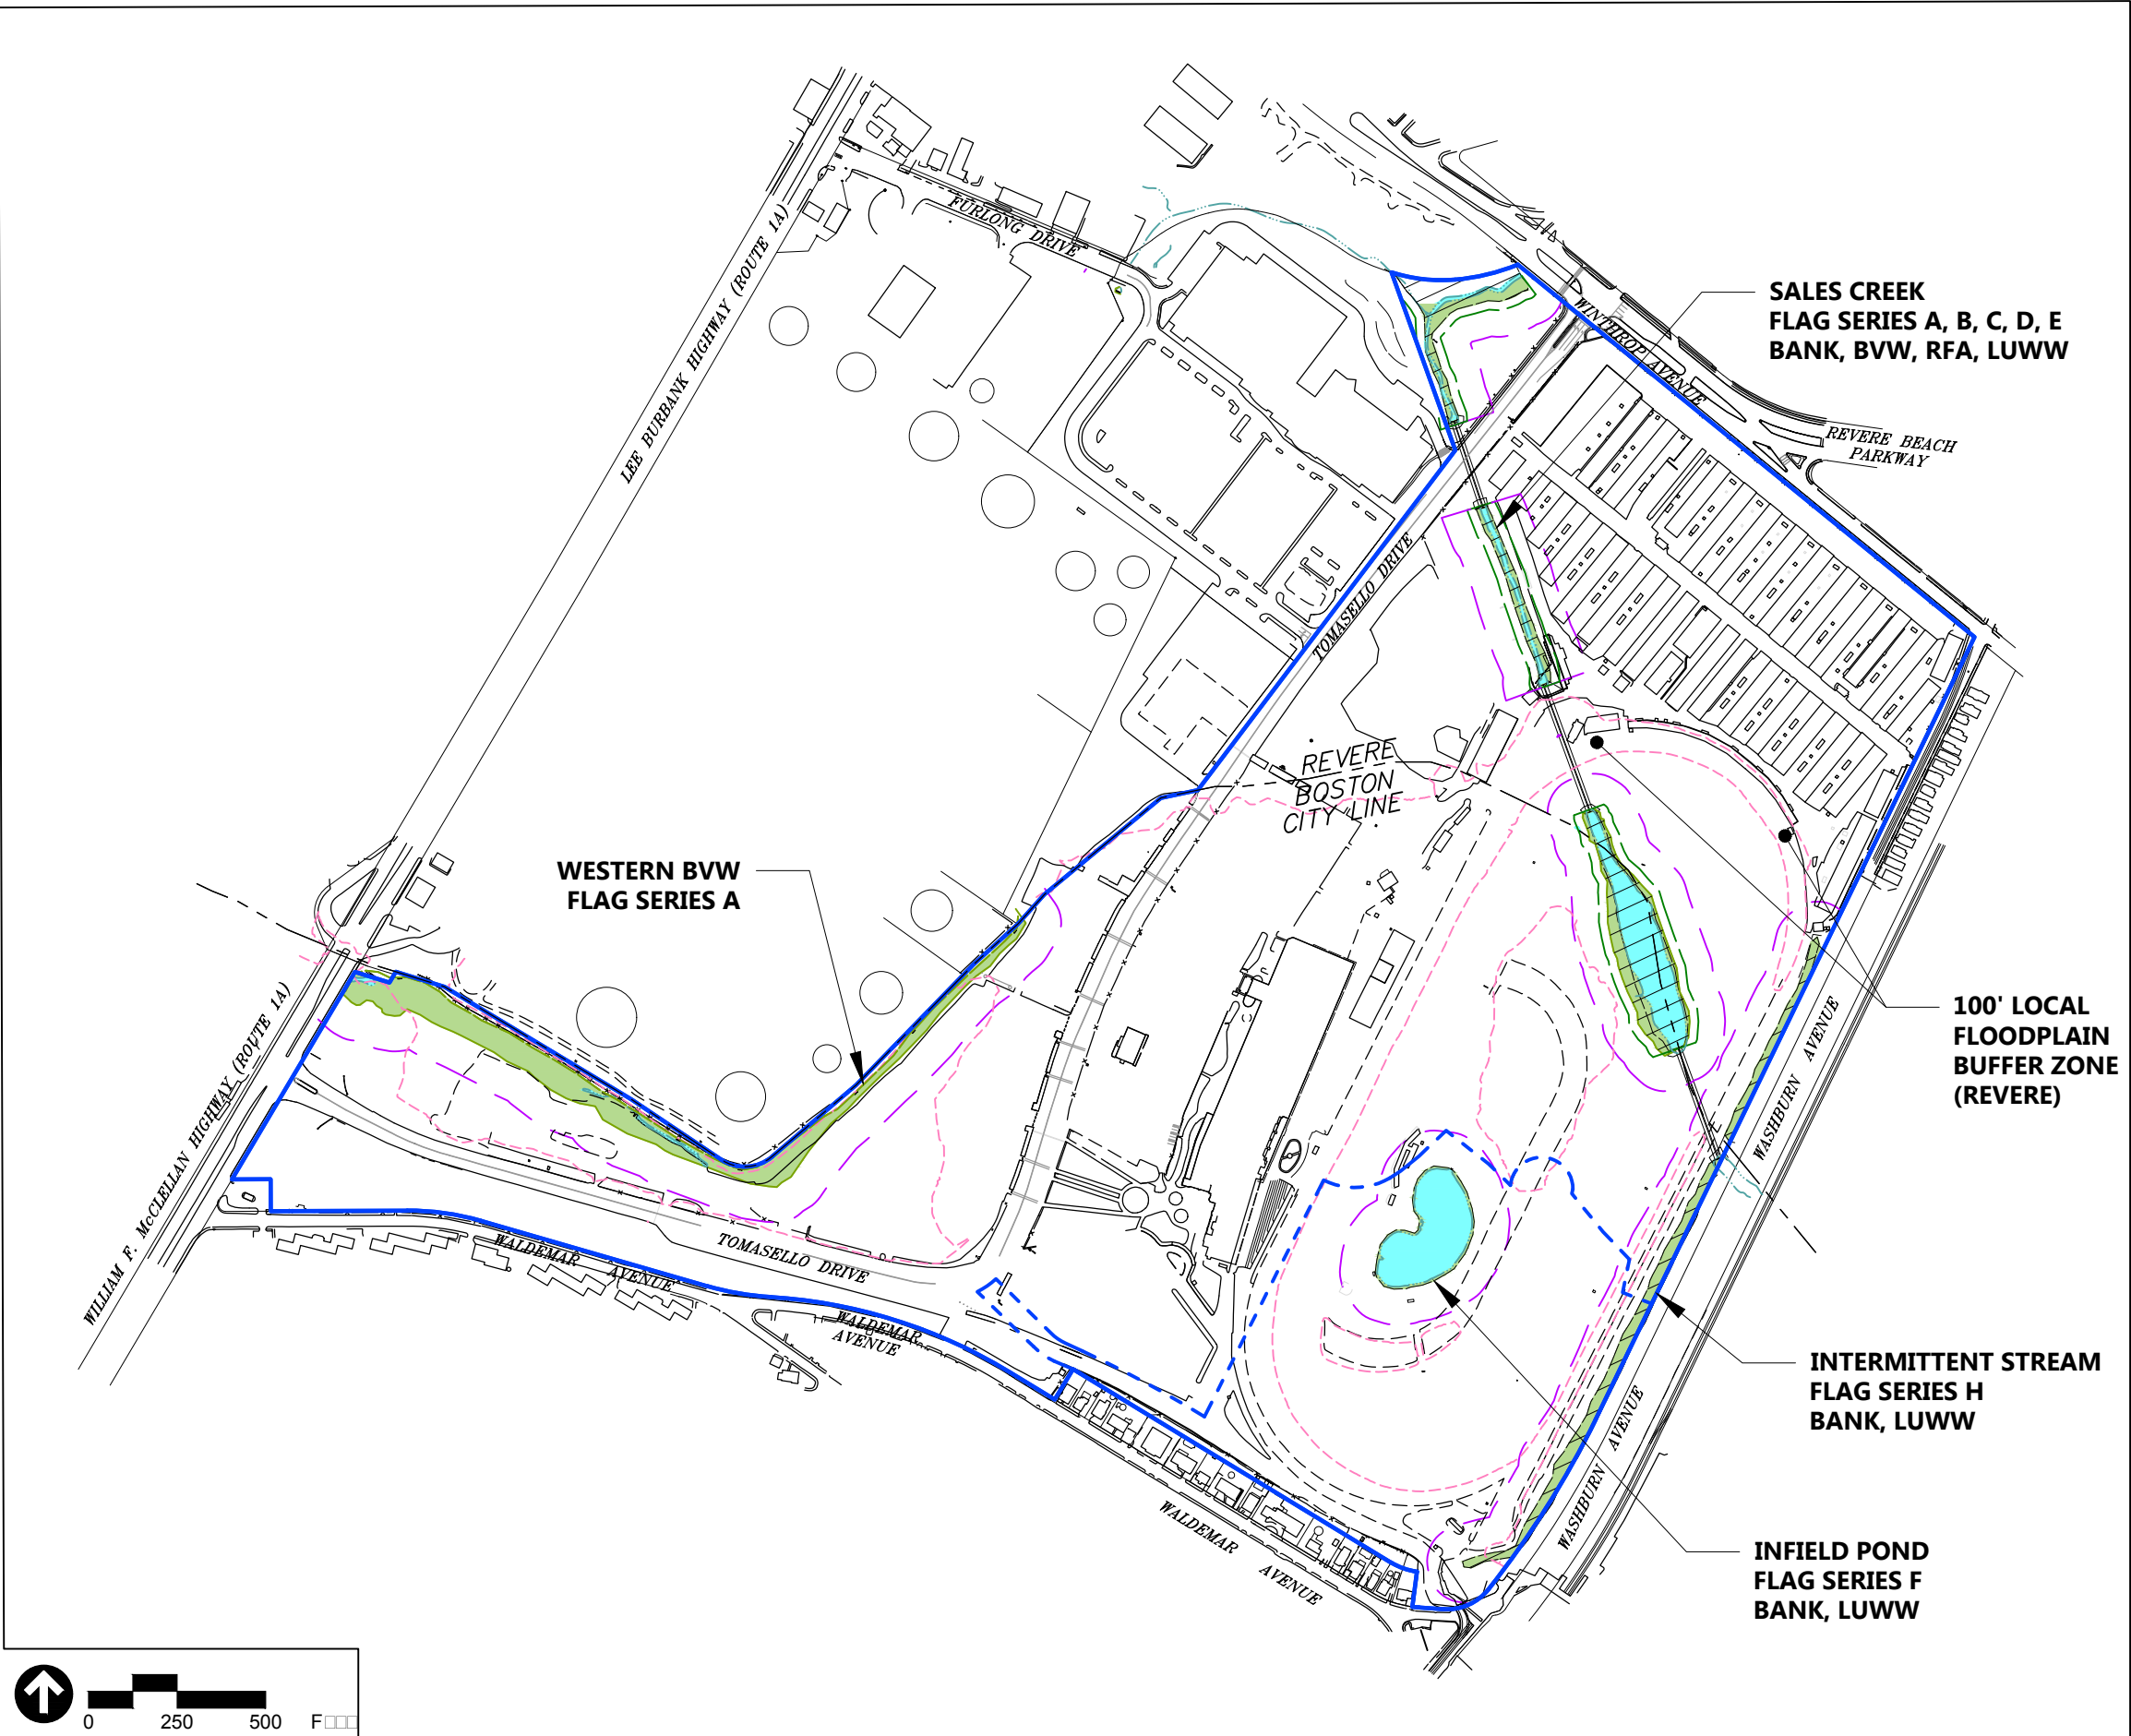 FURLONG DRIVE
LEE BURBANK HIGHWAY (ROUTE 1A)
SALES CREEK
FLAG SERIES A, B, C, D, E
BANK, BVW, RFA, LUWW
WINTHROP AVENUE
REVERE BEACH
PARKWAY
TOMASELLO DRIVE
REVERE
BOSTON
CITY LINE
WESTERN BVW
FLAG SERIES A
100' LOCAL
FLOODPLAIN
BUFFER ZONE
(REVERE)
WASHBURN AVENUE
WILLIAM F. McCLELLAN HIGHWAY (ROUTE 1A)
WALDEMAR AVENUE
TOMASELLO DRIVE
WALDEMAR
AVENUE
INTERMITTENT STREAM
FLAG SERIES H
BANK, LUWW
WASHBURN AVENUE
WALDEMAR AVENUE
INFIELD POND
FLAG SERIES F
BANK, LUWW
0 250 500 F